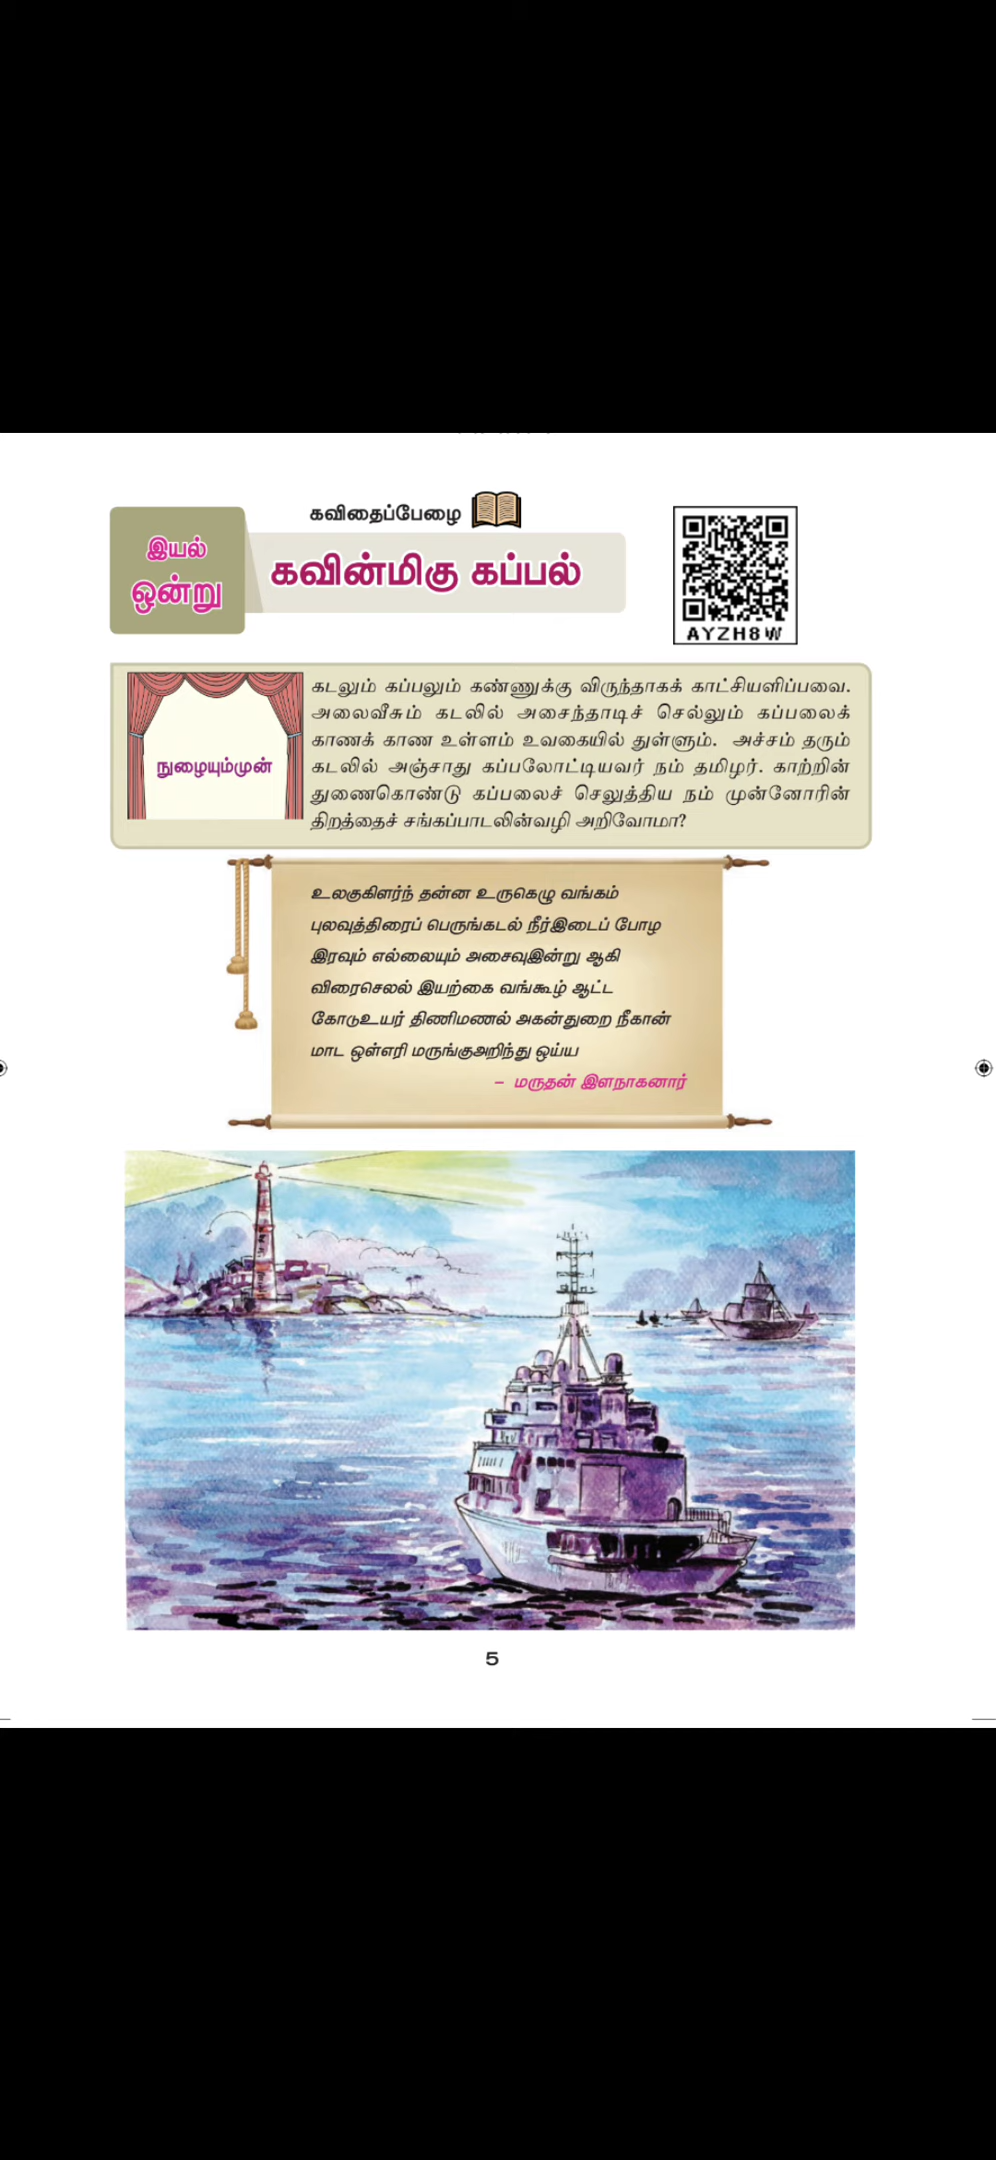 கவிதைப்பேழை
இயல்
ஒன்று
கவின்மிகு கப்பல்
AYZH8W
நுழையும்முன்
கடலும் கப்பலும் கண்ணுக்கு விருந்தாகக் காட்சியளிப்பவை.
அலைவீசும் கடலில் அசைந்தாடிச் செல்லும் கப்பலைக்
காணக் காண உள்ளம் உவகையில் துள்ளும். அச்சம் தரும்
கடலில் அஞ்சாது கப்பலோட்டியவர் நம் தமிழர். காற்றின்
துணைகொண்டு கப்பலைச் செலுத்திய நம் முன்னோரின்
திறத்தைச் சங்கப்பாடலின்வழி அறிவோமா?
உலகுகிளர்ந் தன்ன உருகெழு வங்கம்
புலவுத்திரைப் பெருங்கடல் நீர்இடைப் போழ
இரவும் எல்லையும் அசைவுஇன்று ஆகி
விரைசெலல் இயற்கை வங்கூழ் ஆட்ட
கோடுஉயர் திணிமணல் அகன்துறை நீகான்
மாட ஒள்எரி மருங்குஅறிந்து ஒய்ய
– மருதன் இளநாகனார்
5